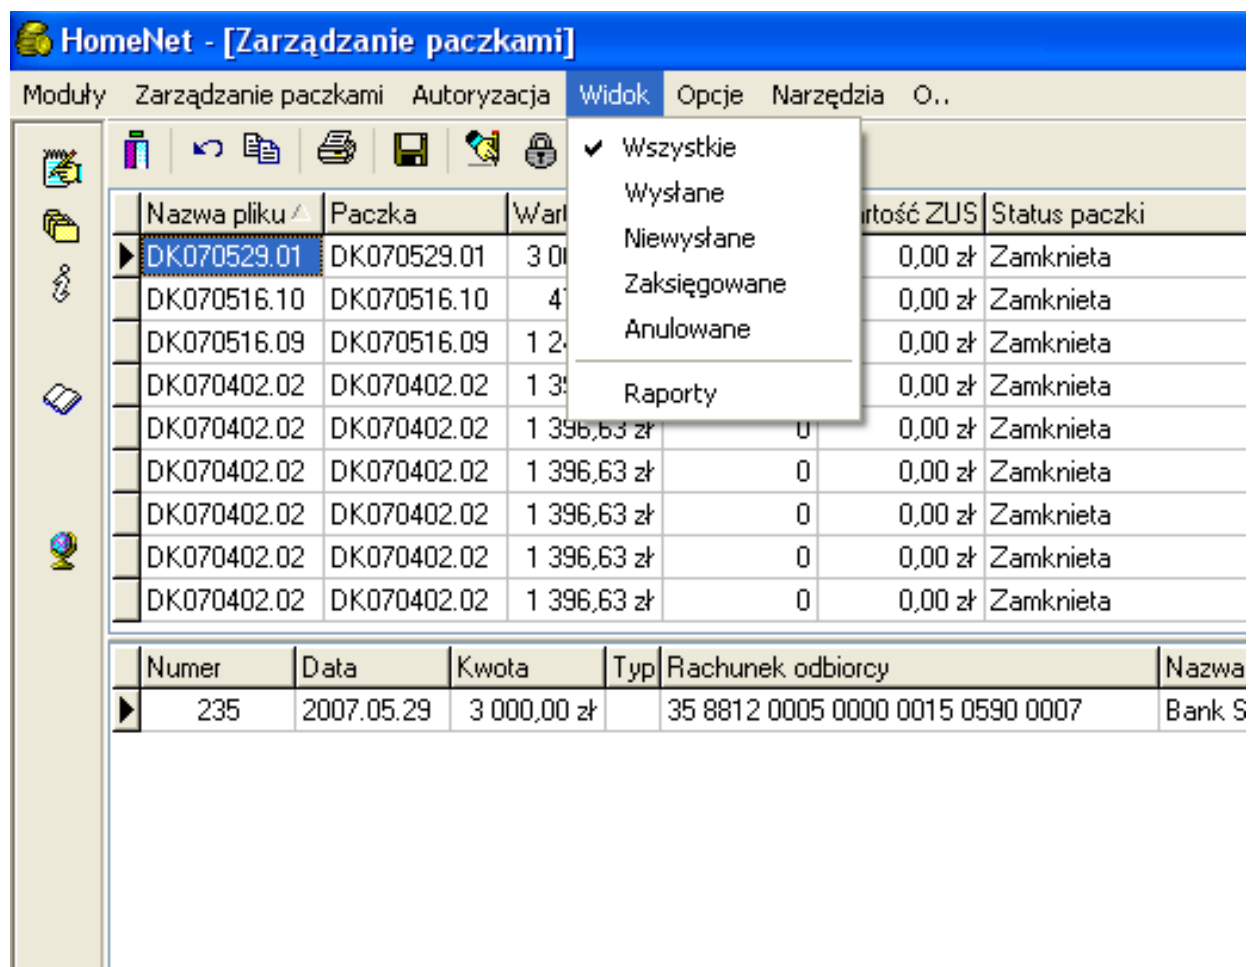 HomeNet - [Zarządzanie paczkami]
Moduły Zarządzanie paczkami Autoryzacja Widok Opcje Narzędzia O..
Wszystkie
Wysłane
Niewysłane
Zaksięgowane
Anulowane
Raporty
Nazwa pliku Paczka ZUS Status paczki
DK070529.01 DK070529.01 0,00 zł Zamknieta
DK070516.10 DK070516.10 0,00 zł Zamknieta
DK070516.09 DK070516.09 0,00 zł Zamknieta
DK070402.02 DK070402.02 0,00 zł Zamknieta
DK070402.02 DK070402.02 1 396,63 zł 0 0,00 zł Zamknieta
DK070402.02 DK070402.02 1 396,63 zł 0 0,00 zł Zamknieta
DK070402.02 DK070402.02 1 396,63 zł 0 0,00 zł Zamknieta
DK070402.02 DK070402.02 1 396,63 zł 0 0,00 zł Zamknieta
DK070402.02 DK070402.02 1 396,63 zł 0 0,00 zł Zamknieta
Numer Data Kwota Typ Rachunek odbiorcy Nazwa
235 2007.05.29 3 000,00 zł 35 8812 0005 0000 0015 0590 0007 Bank S